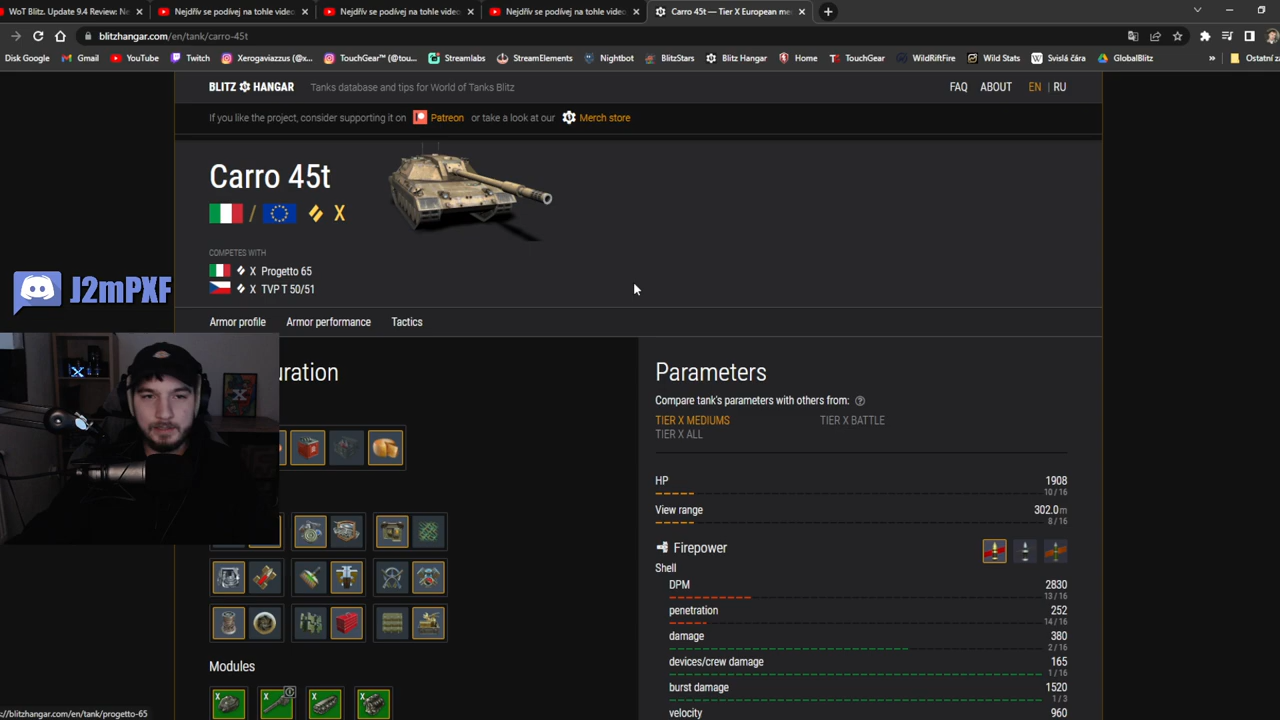 WoT Blitz. Update 9.4 Review: Ne
Nejdřív se podívej na tohle video
Nejdřív se podívej na tohle video
Nejdřív se podívej na tohle video
Carro 45t — Tier X European me
blitzhangar.com/en/tank/carro-45t
Disk Google
Gmail
YouTube
Twitch
Xerogaviazzus (@x...
TouchGear™ (@tou...
Streamlabs
StreamElements
Nightbot
BlitzStars
Blitz Hangar
Home
TouchGear
WildRiftFire
Wild Stats
Svislá čára
GlobalBlitz
»
Ostatní zá
BLITZ HANGAR
Tanks database and tips for World of Tanks Blitz
FAQ
ABOUT
EN | RU
If you like the project, consider supporting it on Patreon or take a look at our Merch store
Carro 45t
/ X
COMPETES WITH
X Progetto 65
X TVP T 50/51
J2mPXF
Armor profile
Armor performance
Tactics
uration
Parameters
Compare tank's parameters with others from: ?
TIER X MEDIUMS
TIER X BATTLE
TIER X ALL
HP 1908
10 / 16
View range 302.0 m
8 / 16
Firepower
Shell
DPM 2830
13 / 16
penetration 252
14 / 16
damage 380
2 / 16
devices/crew damage 165
1 / 16
burst damage 1520
1 / 3
velocity 960
Modules
X X X X
://blitzhangar.com/en/tank/progetto-65